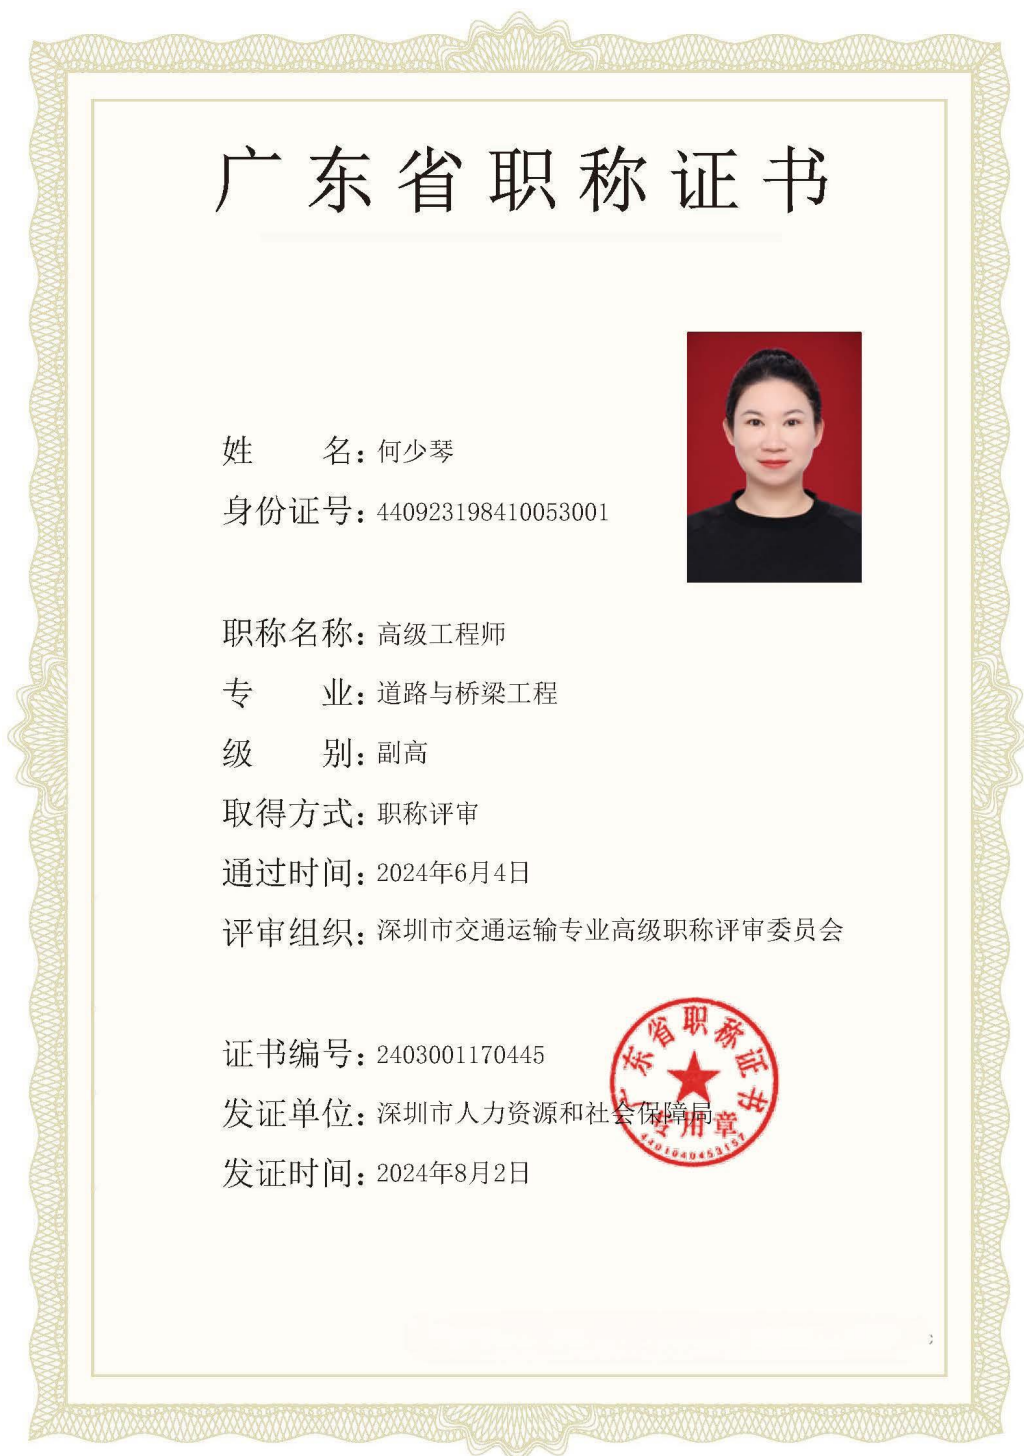 广东省职称证书
姓名：何少琴
身份证号：440923198410053001
职称名称：高级工程师
专业：道路与桥梁工程
级别：副高
取得方式：职称评审
通过时间：2024年6月4日
评审组织：深圳市交通运输专业高级职称评审委员会
证书编号：2403001170445
发证单位：深圳市人力资源和社会保障局
发证时间：2024年8月2日
广东省职称证书
专用章
4401040453157